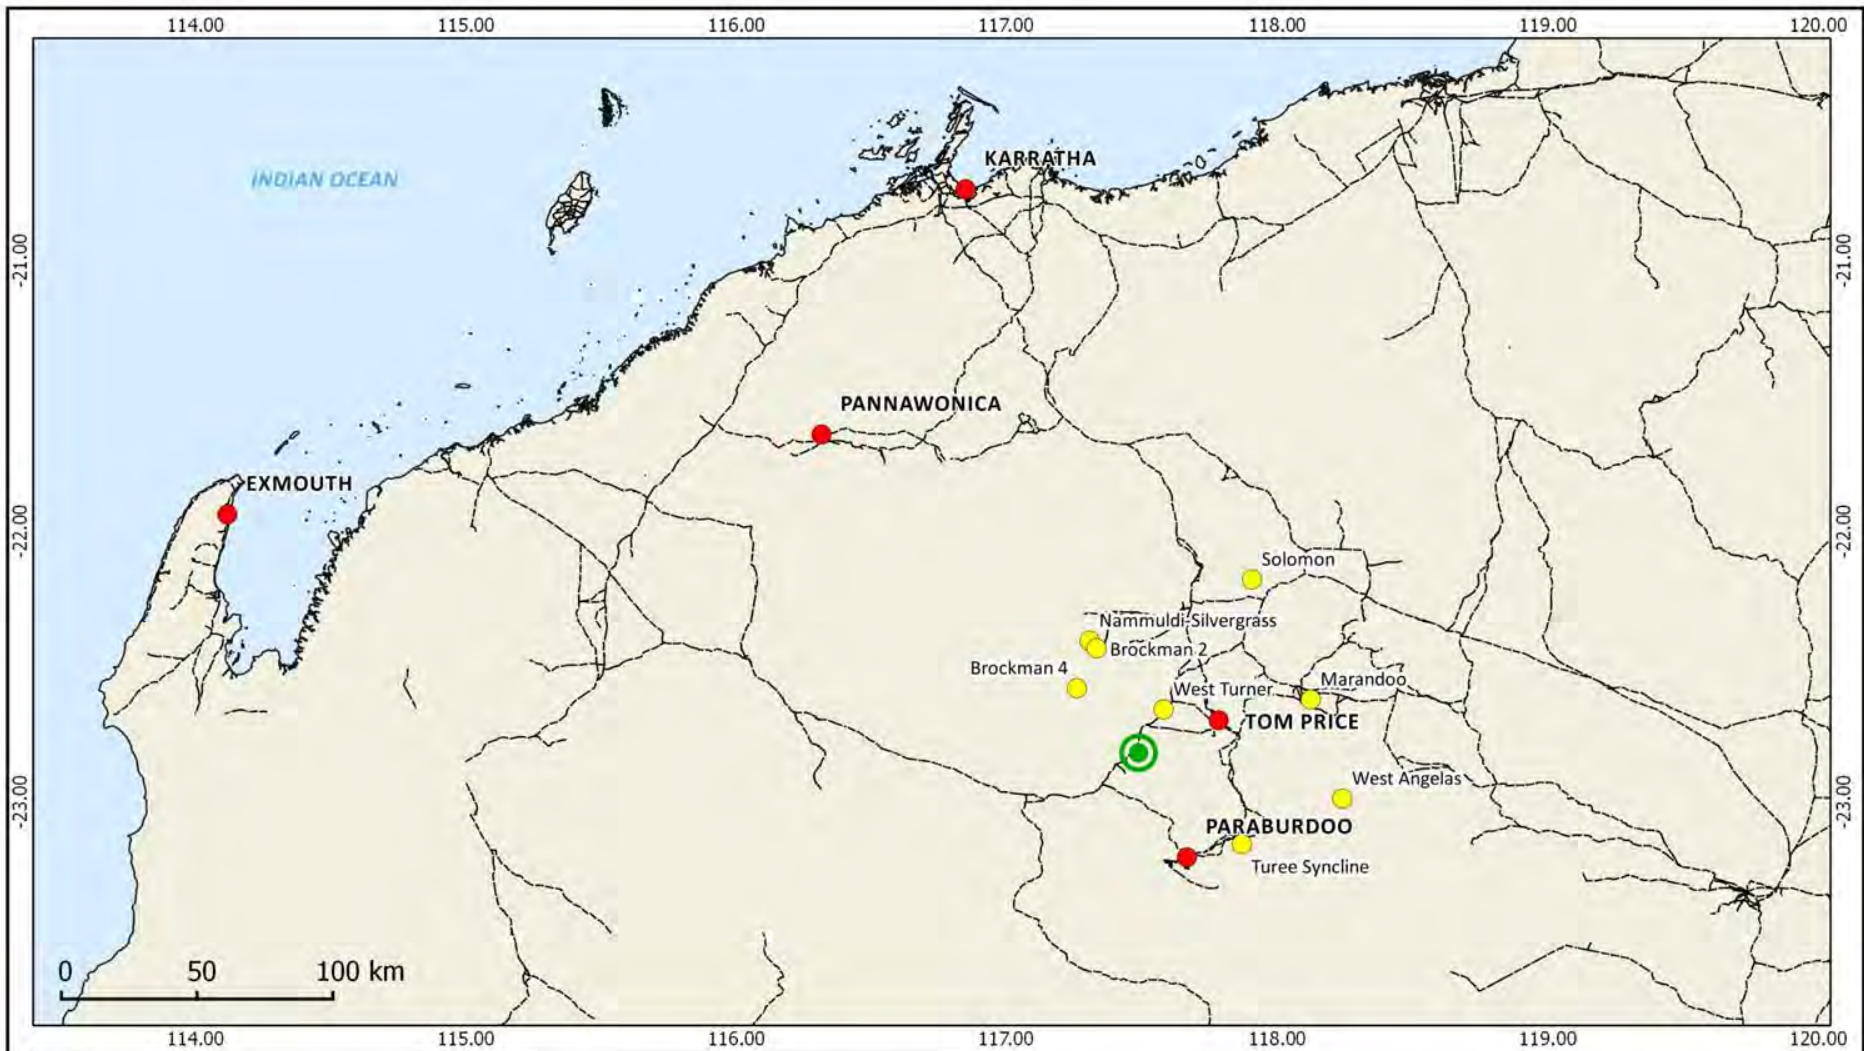 114.00 115.00 116.00 117.00 118.00 119.00 120.00
KARRATHA
INDIAN OCEAN
-21.00 -21.00
PANNAWONICA
EXMOUTH
-22.00 -22.00
Solomon
Nammuldi-Silvergrass
Brockman 2
Brockman 4
Marandoo
West Turner
TOM PRICE
West Angelas
-23.00 -23.00
PARABURDOO
Turee Syncline
0 50 100 km
114.00 115.00 116.00 117.00 118.00 119.00 120.00